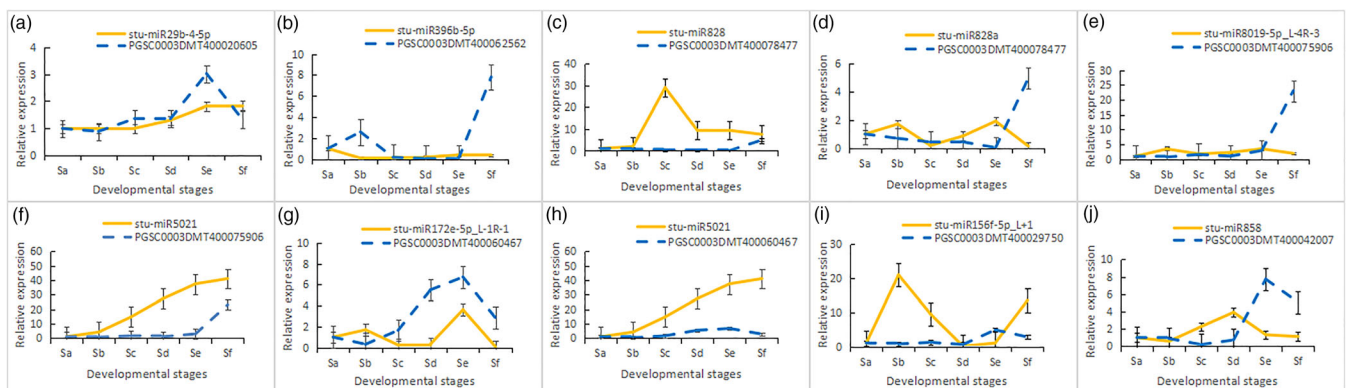 (a)
stu-miR29b-4-5p
PGSC0003DMT400020605
Relative expression
4
3
2
1
0
Sa Sb Sc Sd Se Sf
Developmental stages
(b)
stu-miR396b-5p
PGSC0003DMT400062562
Relative expression
10
8
6
4
2
0
Sa Sb Sc Sd Se Sf
Developmental stages
(c)
stu-miR828
PGSC0003DMT400078477
Relative expression
40
30
20
10
0
Sa Sb Sc Sd Se Sf
Developmental stages
(d)
stu-miR828a
PGSC0003DMT400078477
Relative expression
6
4
2
0
Sa Sb Sc Sd Se Sf
Developmental stages
(e)
stu-miR8019-5p_L-4R-3
PGSC0003DMT400075906
Relative expression
30
25
20
15
10
5
0
Sa Sb Sc Sd Se Sf
Developmental stages
(f)
stu-miR5021
PGSC0003DMT400075906
Relative expression
60
50
40
30
20
10
0
Sa Sb Sc Sd Se Sf
Developmental stages
(g)
stu-miR172e-5p_L-1R-1
PGSC0003DMT400060467
Relative expression
10
8
6
4
2
0
Sa Sb Sc Sd Se Sf
Developmental stages
(h)
stu-miR5021
PGSC0003DMT400060467
Relative expression
60
50
40
30
20
10
0
Sa Sb Sc Sd Se Sf
Developmental stages
(i)
stu-miR156f-5p_L+1
PGSC0003DMT400029750
Relative expression
30
20
10
0
Sa Sb Sc Sd Se Sf
Developmental stages
(j)
stu-miR858
PGSC0003DMT400042007
Relative expression
12
10
8
6
4
2
0
Sa Sb Sc Sd Se Sf
Developmental stages